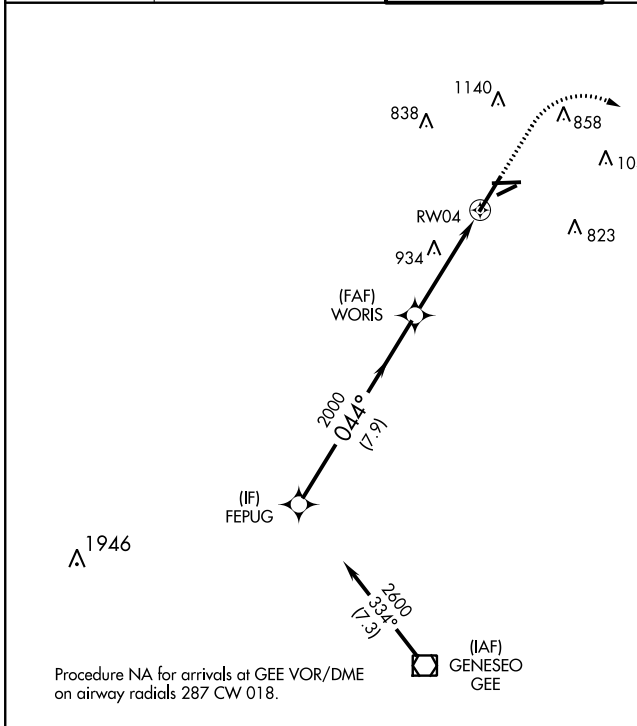 1140
838
858
10
RW04
823
934
(FAF)
WORIS
2000
044°
(7.9)
(IF)
FEPUG
1946
2600
334°
(7.3)
(IAF)
GENESEO
GEE
Procedure NA for arrivals at GEE VOR/DME
on airway radials 287 CW 018.